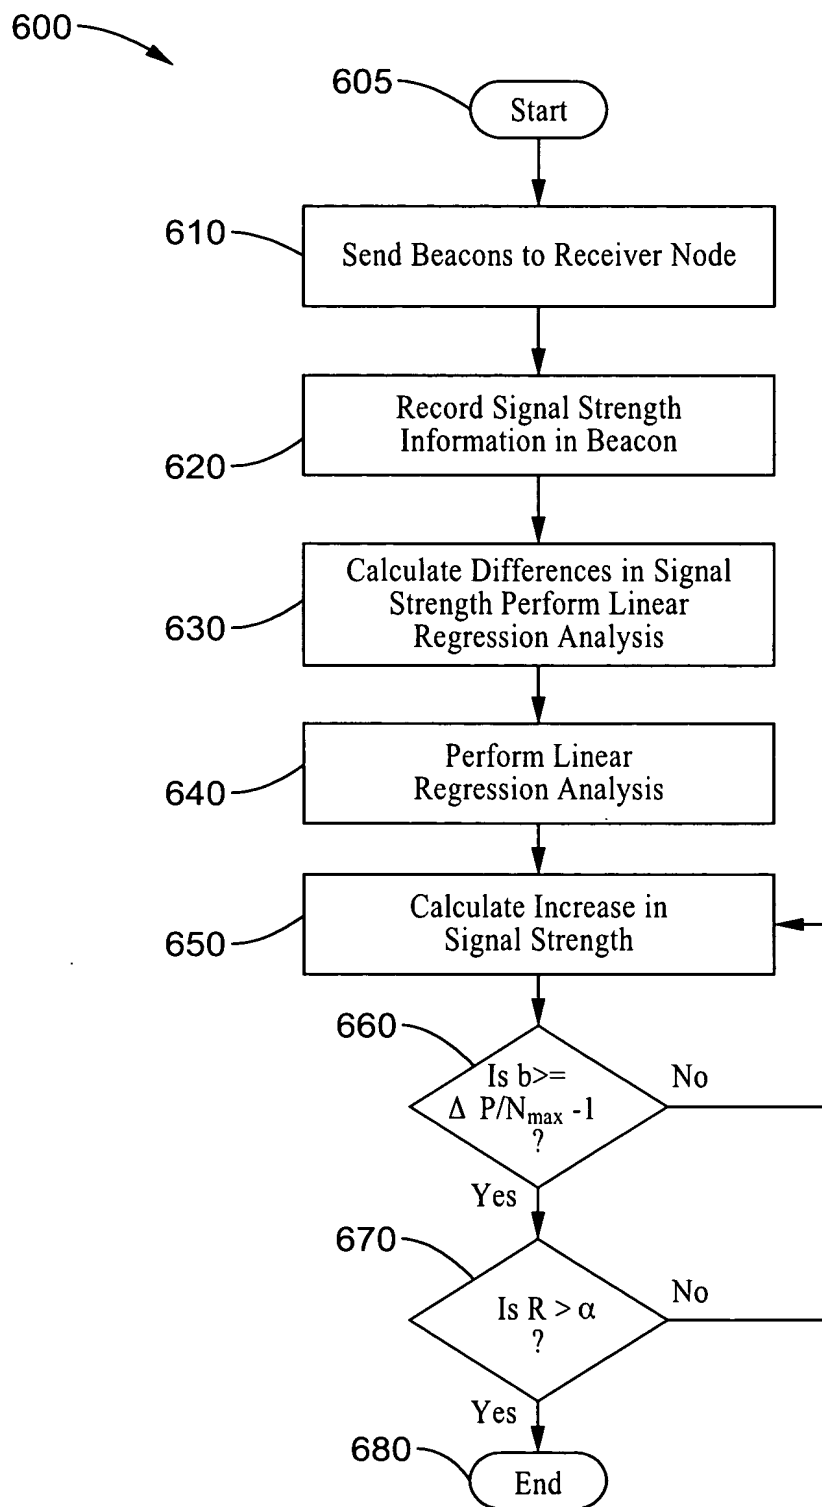 600
605
Start
610
Send Beacons to Receiver Node
620
Record Signal Strength
Information in Beacon
630
Calculate Differences in Signal
Strength Perform Linear
Regression Analysis
640
Perform Linear
Regression Analysis
650
Calculate Increase in
Signal Strength
660
Is b>=
Δ P/Nmax -1
?
No
Yes
670
Is R > α
?
No
Yes
680
End